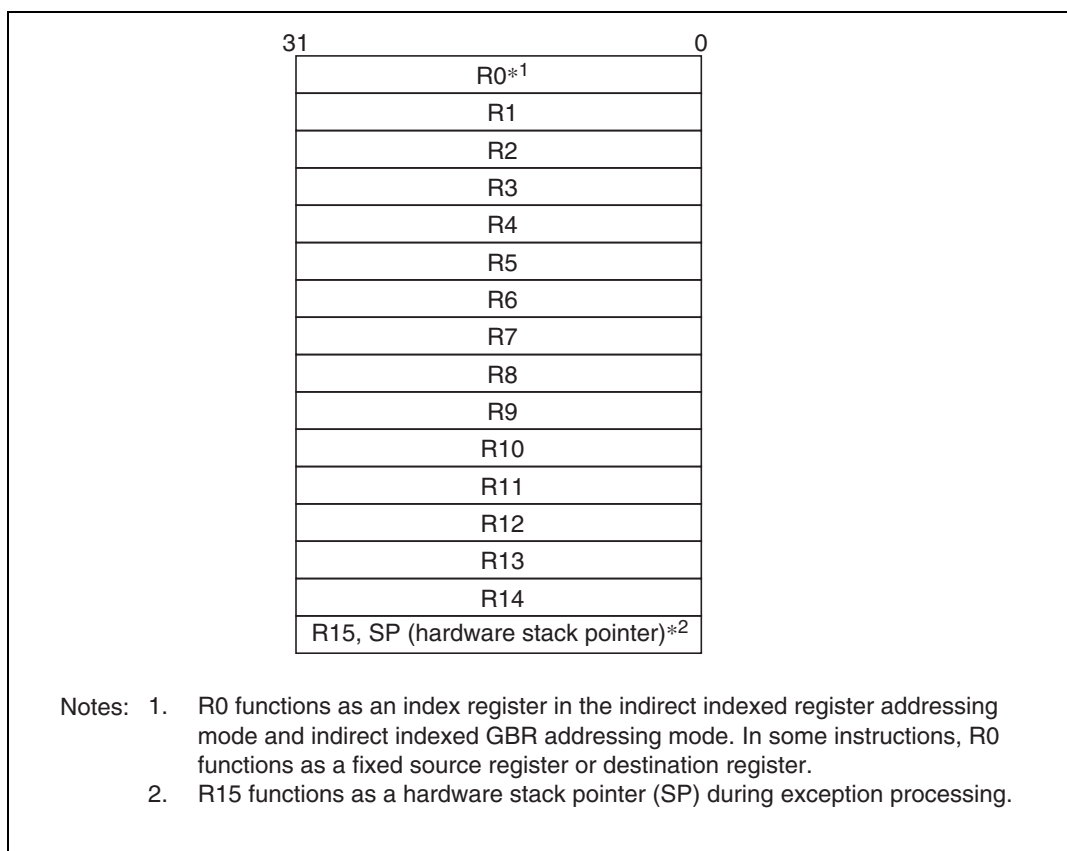 31 0
R0*1
R1
R2
R3
R4
R5
R6
R7
R8
R9
R10
R11
R12
R13
R14
R15, SP (hardware stack pointer)*2
Notes: 1. R0 functions as an index register in the indirect indexed register addressing
mode and indirect indexed GBR addressing mode. In some instructions, R0
functions as a fixed source register or destination register.
2. R15 functions as a hardware stack pointer (SP) during exception processing.